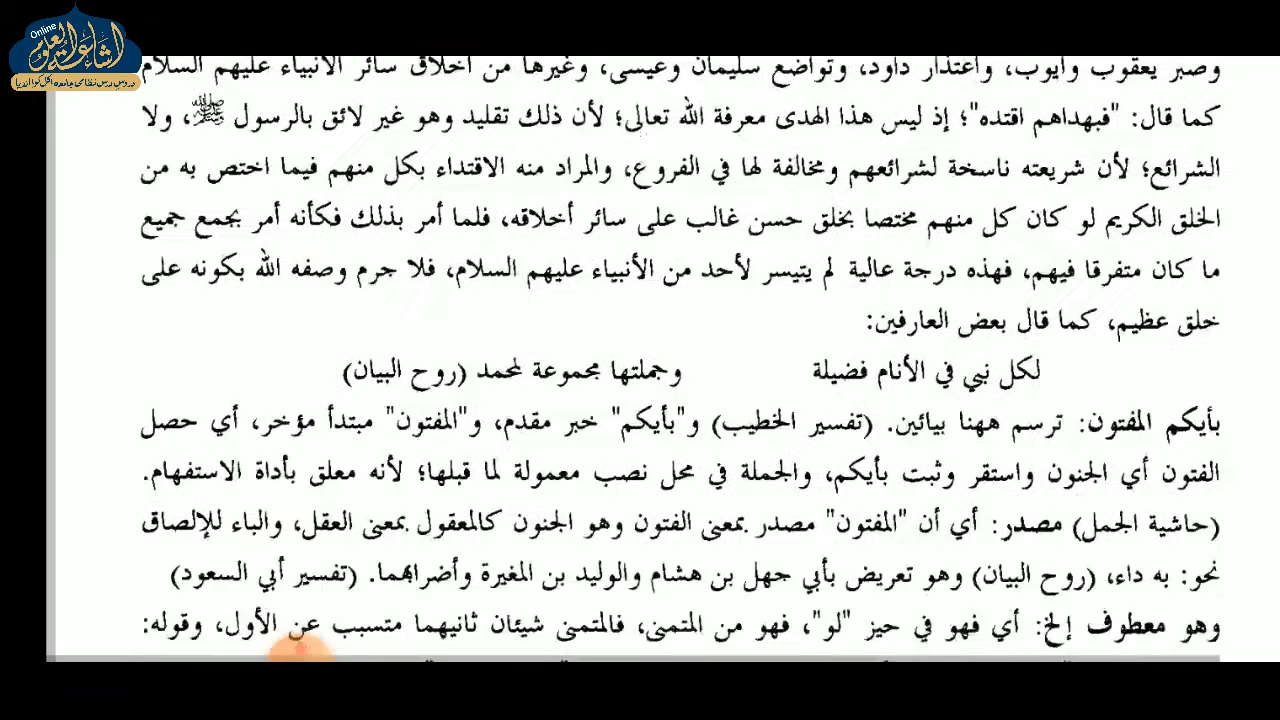 Online
اشاعة العلوم
دروسِ درس نظامی جامعہ اکل کوا انڈیا
وصبر يعقوب وأيوب، واعتذار داود، وتواضع سليمان وعيسى، وغيرها من أخلاق سائر الأنبياء عليهم السلام
كما قال: "فبهداهم اقتده"؛ إذ ليس هذا الهدى معرفة الله تعالى؛ لأن ذلك تقليد وهو غير لائق بالرسول ﷺ، ولا
الشرائع؛ لأن شريعته ناسخة لشرائعهم ومخالفة لها في الفروع، والمراد منه الاقتداء بكل منهم فيما اختص به من
الخلق الكريم لو كان كل منهم مختصا بخلق حسن غالب على سائر أخلاقه، فلما أمر بذلك فكأنه أمر بجمع جميع
ما كان متفرقا فيهم، فهذه درجة عالية لم يتيسر لأحد من الأنبياء عليهم السلام، فلا جرم وصفه الله بكونه على
خلق عظيم، كما قال بعض العارفين:
لكل نبي في الأنام فضيلة وجملتها مجموعة لمحمد (روح البيان)
بأيكم المفتون: ترسم ههنا بيائين. (تفسير الخطيب) و"بأيكم" خبر مقدم، و"المفتون" مبتدأ مؤخر، أي حصل
الفتون أي الجنون واستقر وثبت بأيكم، والجملة في محل نصب معمولة لما قبلها؛ لأنه معلق بأداة الاستفهام.
(حاشية الجمل) مصدر: أي أن "المفتون" مصدر بمعنى الفتون وهو الجنون كالمعقول بمعنى العقل، والباء للإلصاق
نحو: به داء، (روح البيان) وهو تعريض بأبي جهل بن هشام والوليد بن المغيرة وأضرابهما. (تفسير أبي السعود)
وهو معطوف إلخ: أي فهو في حيز "لو"، فهو من المتمنى، فالمتمنى شيئان ثانيهما متسبب عن الأول، وقوله: